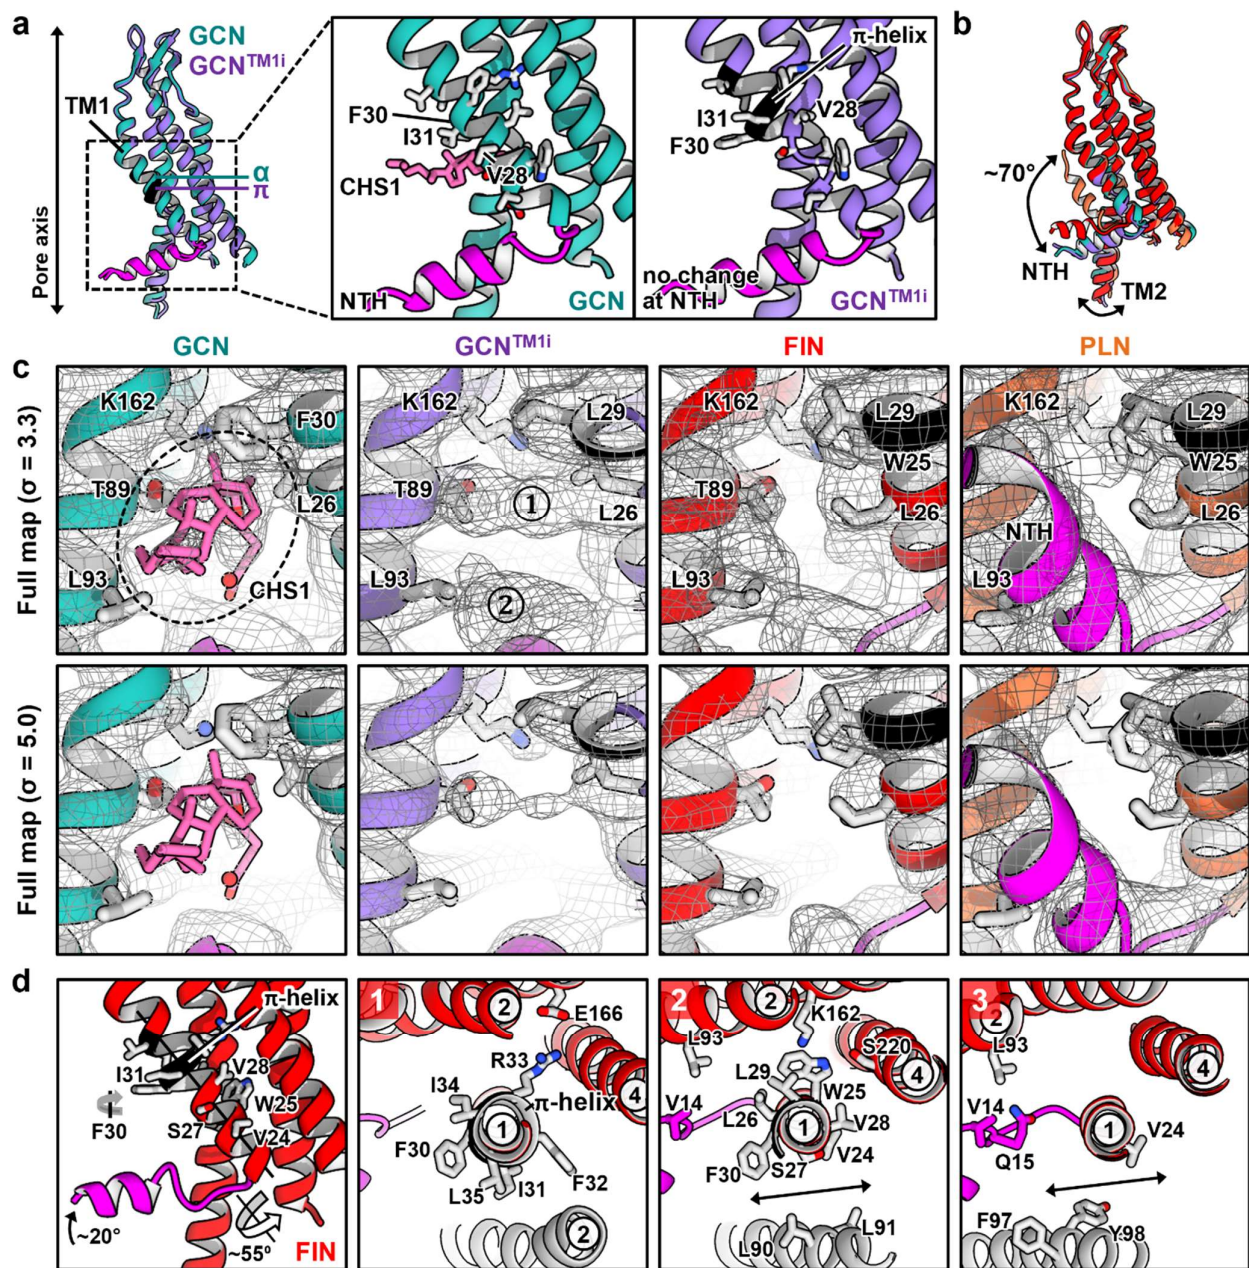 a
GCN
GCN^TM1i
TM1
α
π
Pore axis
F30
I31
CHS1
V28
NTH
GCN
π-helix
V28
I31
F30
no change
at NTH
GCN^TM1i
b
~70°
NTH
TM2
GCN
GCN^TM1i
FIN
PLN
c
Full map (σ = 3.3)
K162
F30
T89
L26
L93
CHS1
K162
L29
T89
1
L26
L93
2
K162
L29
W25
T89
L26
L93
K162
L29
W25
L26
NTH
L93
Full map (σ = 5.0)
d
π-helix
I31
V28
W25
F30
S27
V24
~20°
~55°
FIN
1
2
E166
R33
I34
π-helix
4
1
F30
F32
L35
I31
2
2
2
K162
L93
S220
L29
W25
4
V14
L26
1
V28
F30
S27
V24
L91
L90
3
2
L93
4
V14
1
V24
Q15
F97
Y98